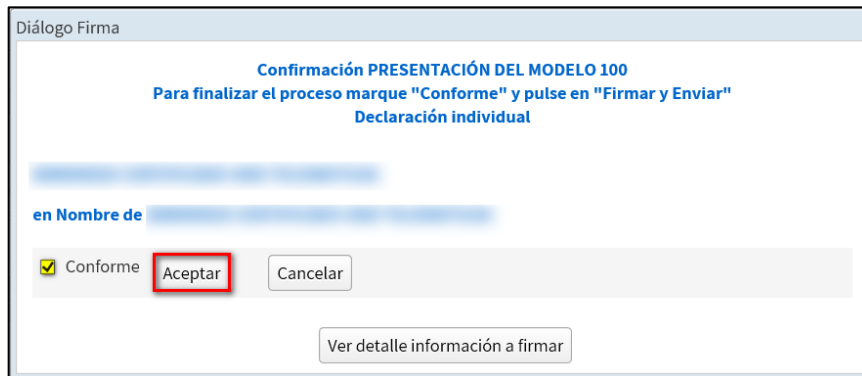 Diálogo Firma
Confirmación PRESENTACIÓN DEL MODELO 100
Para finalizar el proceso marque "Conforme" y pulse en "Firmar y Enviar"
Declaración individual
en Nombre de
Conforme Aceptar Cancelar
Ver detalle información a firmar